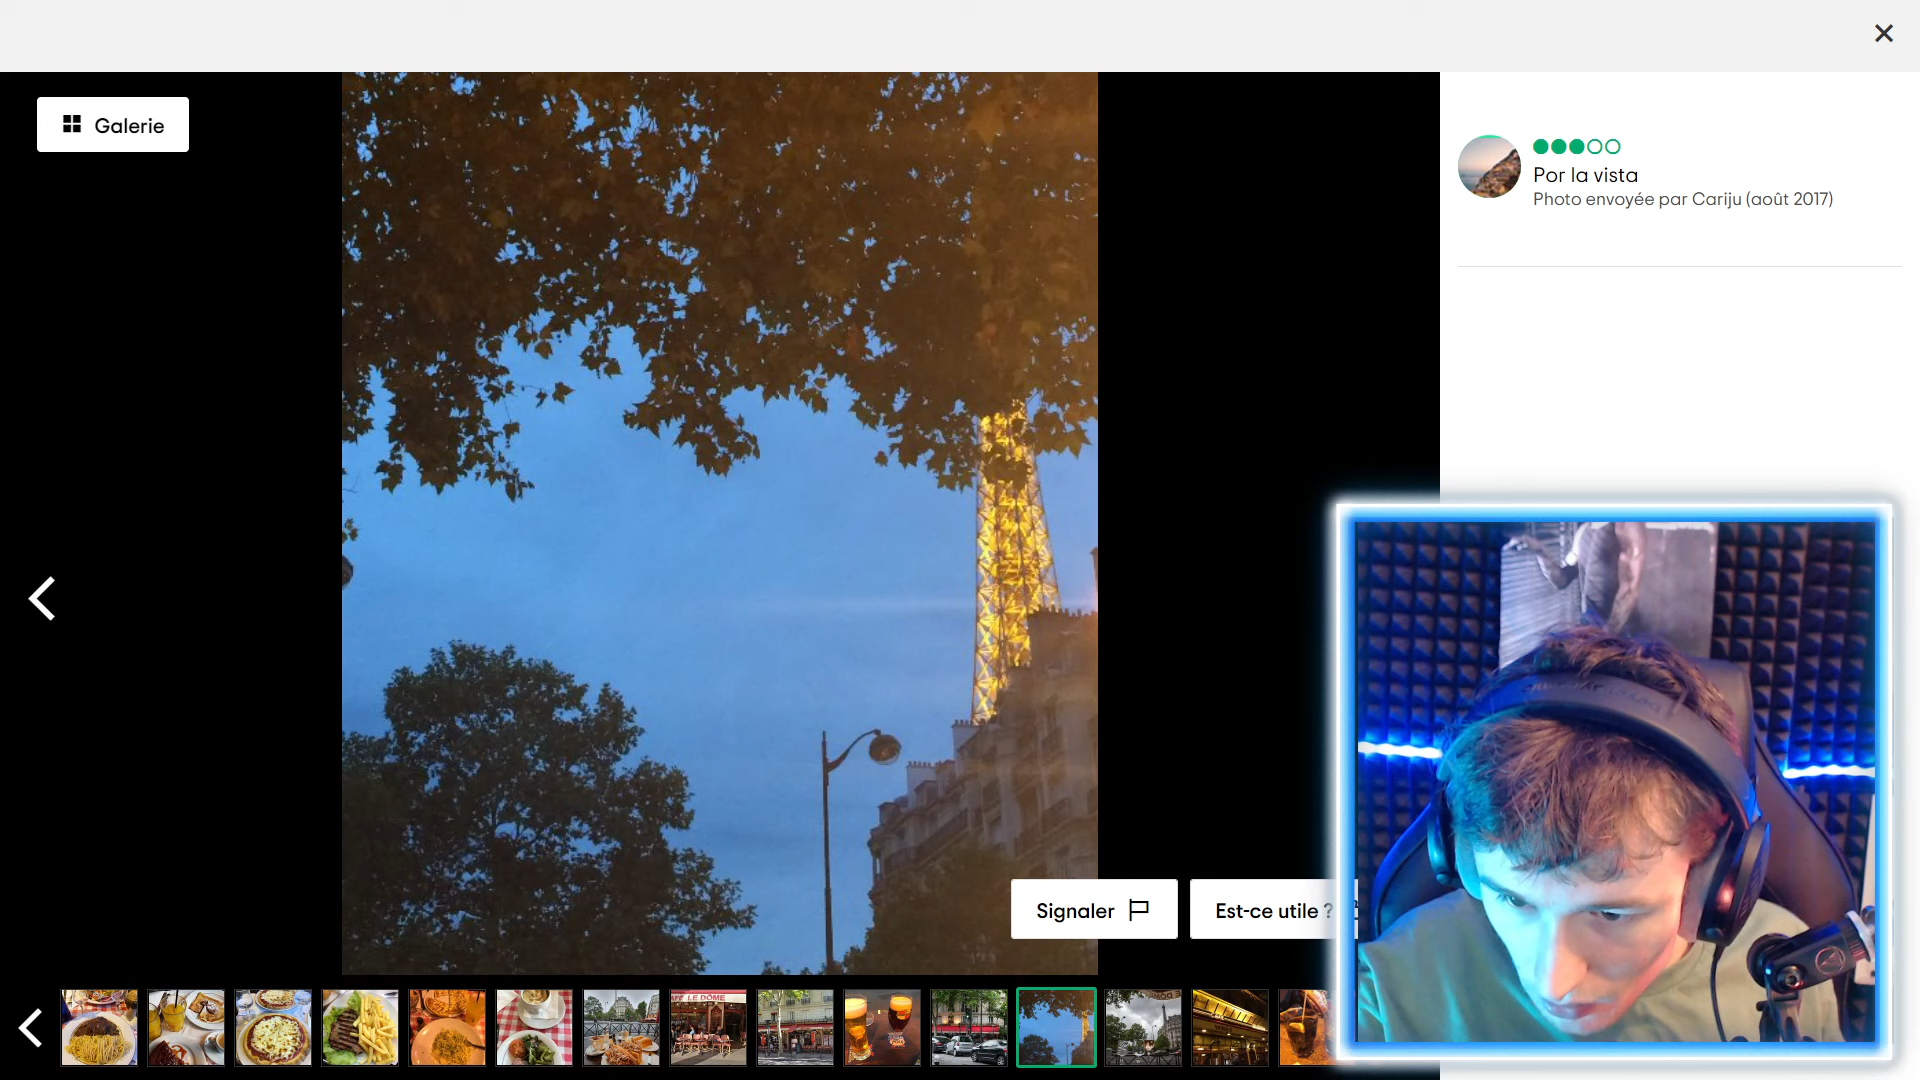 Galerie
Por la vista
Photo envoyée par Cariju (août 2017)
Signaler
Est-ce utile ?
LE DÔME